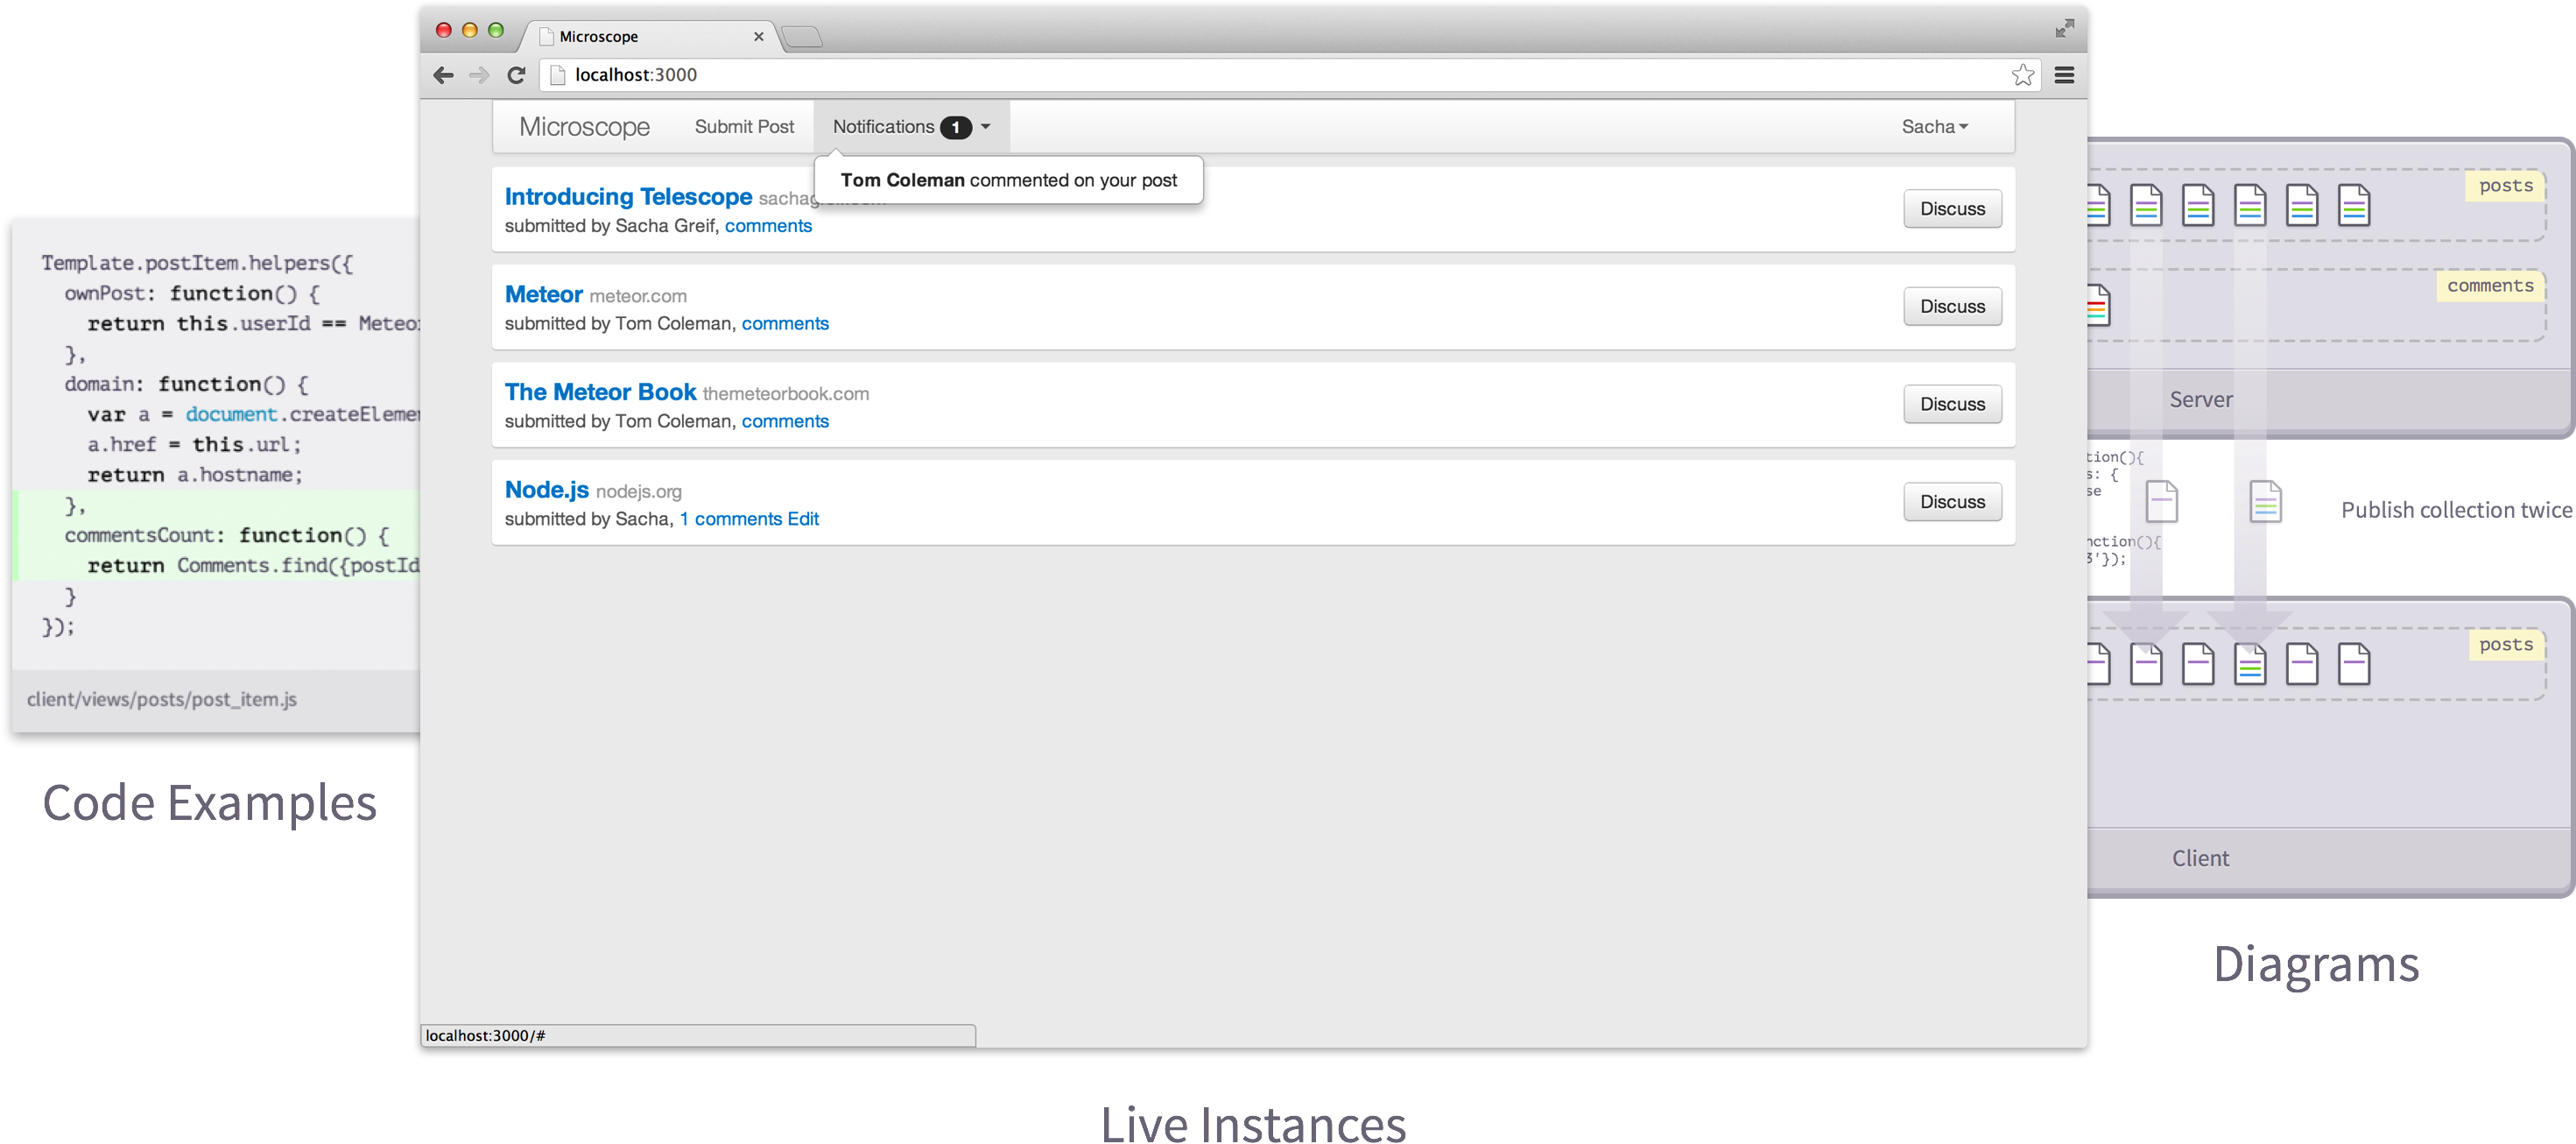 Template.postItem.helpers({
ownPost: function() {
return this.userId == Meteo
},
domain: function() {
var a = document.createEleme
a.href = this.url;
return a.hostname;
},
commentsCount: function() {
return Comments.find({postId
}
});
client/views/posts/post_item.js
Code Examples
Microscope
localhost:3000
Microscope
Submit Post
Notifications 1
Sacha
Tom Coleman commented on your post
Introducing Telescope
submitted by Sacha Greif, comments
Discuss
Meteor meteor.com
submitted by Tom Coleman, comments
Discuss
The Meteor Book themeteorbook.com
submitted by Tom Coleman, comments
Discuss
Node.js nodejs.org
submitted by Sacha, 1 comments Edit
Discuss
localhost:3000/#
Live Instances
posts
comments
Server
tion(){
s: {
se
nction(){
3'});
Publish collection twice
posts
Client
Diagrams